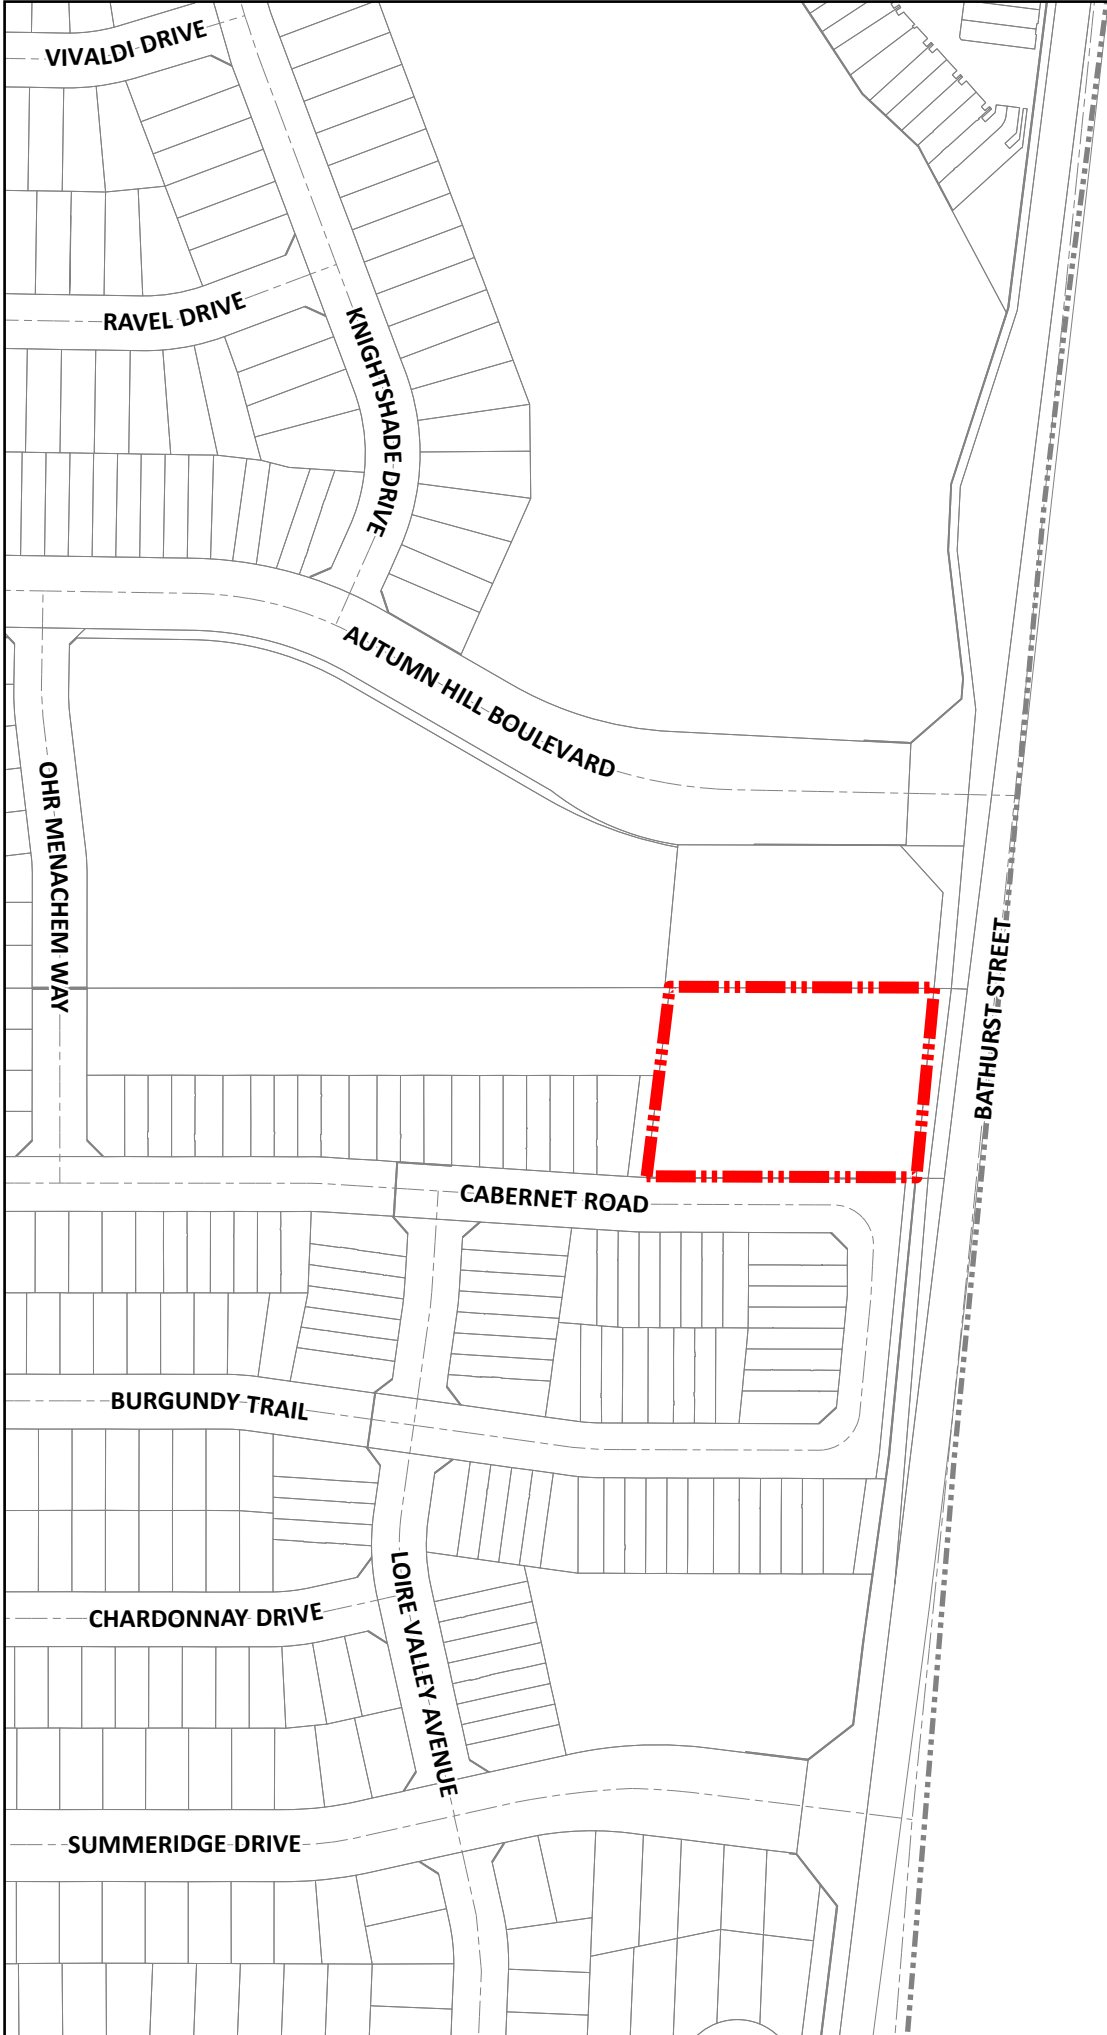 VIVALDI DRIVE
RAVEL DRIVE
KNIGHTSHADE DRIVE
AUTUMN HILL BOULEVARD
OHR MENACHEM WAY
BATHURST STREET
CABERNET ROAD
BURGUNDY TRAIL
LOIRE VALLEY AVENUE
CHARDONNAY DRIVE
SUMMERIDGE DRIVE